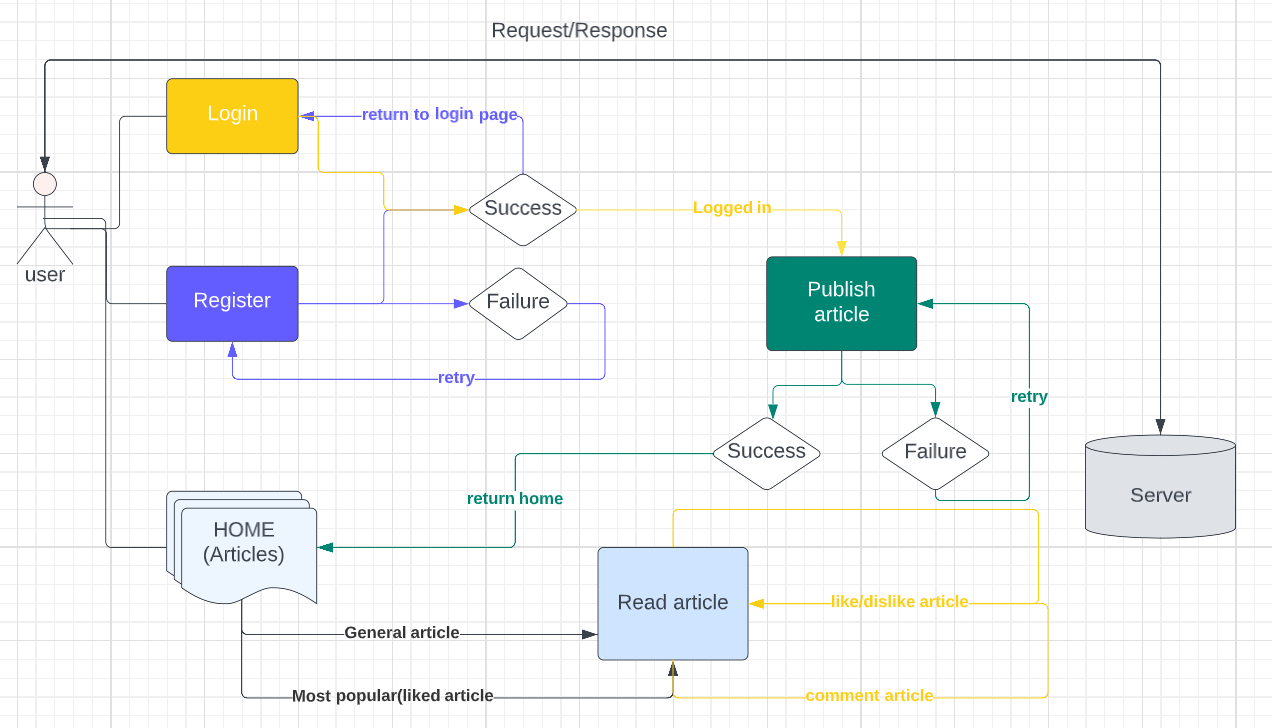 Request/Response
Login
return to login page
Success
Logged in
user
Register
Failure
Publish
article
retry
retry
Success
Failure
Server
return home
HOME
(Articles)
Read article
like/dislike article
General article
Most popular(liked article
comment article